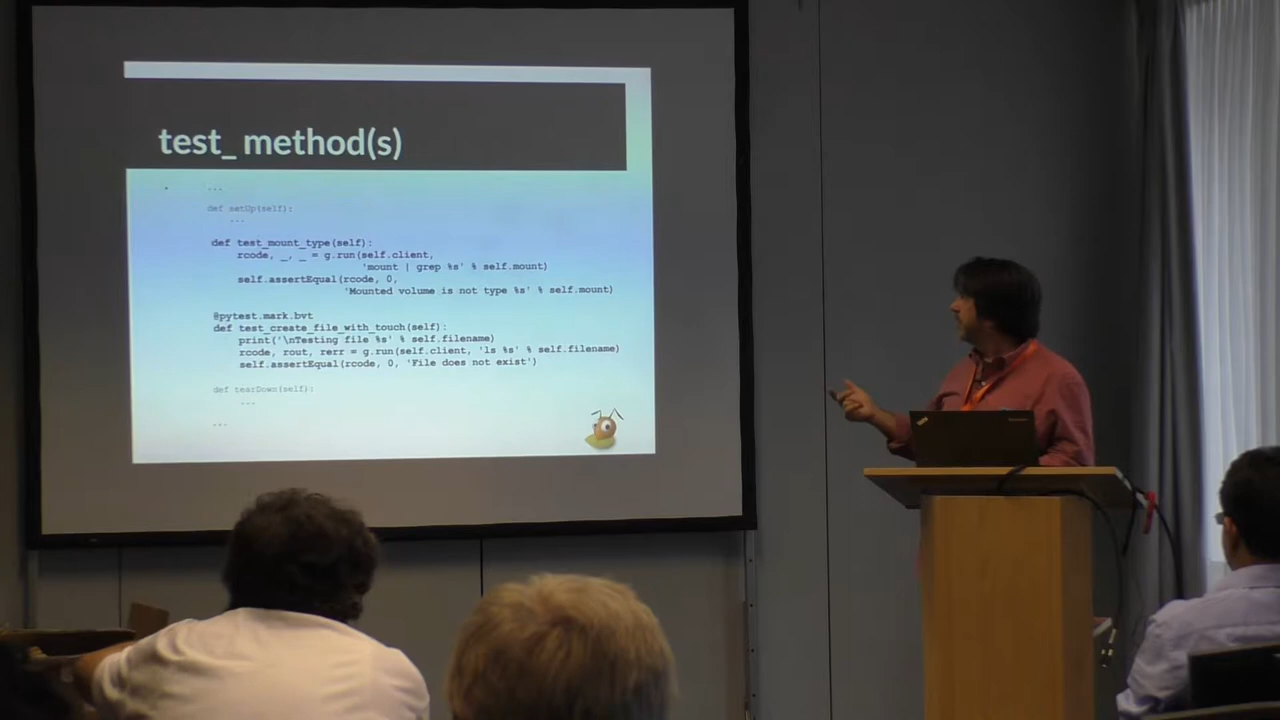 test_ method(s)
...
def setUp(self):
...
def test_mount_type(self):
rcode, _, _ = g.run(self.client,
'mount | grep %s' % self.mount)
self.assertEqual(rcode, 0,
'Mounted volume is not type %s' % self.mount)
@pytest.mark.bvt
def test_create_file_with_touch(self):
print('\nTesting file %s' % self.filename)
rcode, rout, rerr = g.run(self.client, 'ls %s' % self.filename)
self.assertEqual(rcode, 0, 'File does not exist')
def tearDown(self):
...
...